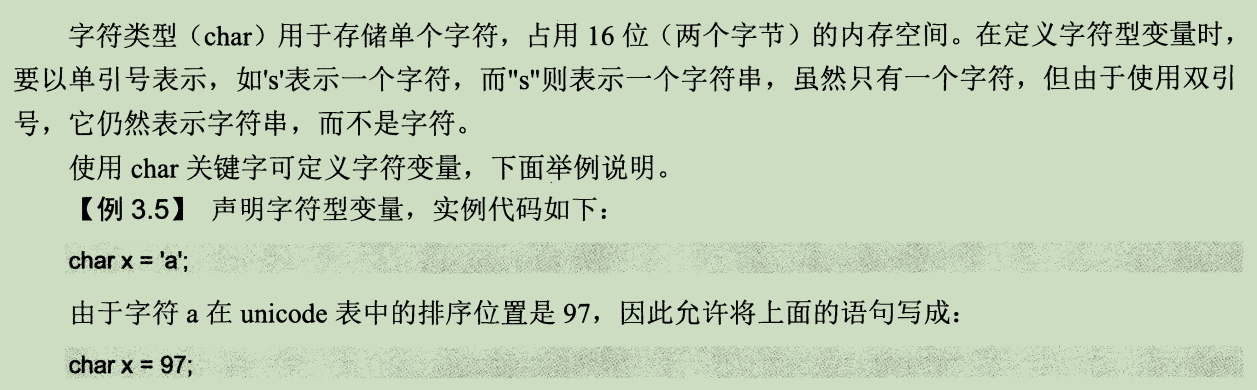 字符类型（char）用于存储单个字符，占用 16 位（两个字节）的内存空间。在定义字符型变量时，
要以单引号表示，如's'表示一个字符，而"s"则表示一个字符串，虽然只有一个字符，但由于使用双引
号，它仍然表示字符串，而不是字符。
使用 char 关键字可定义字符变量，下面举例说明。
【例 3.5】 声明字符型变量，实例代码如下：
char x = 'a';
由于字符 a 在 unicode 表中的排序位置是 97，因此允许将上面的语句写成：
char x = 97;